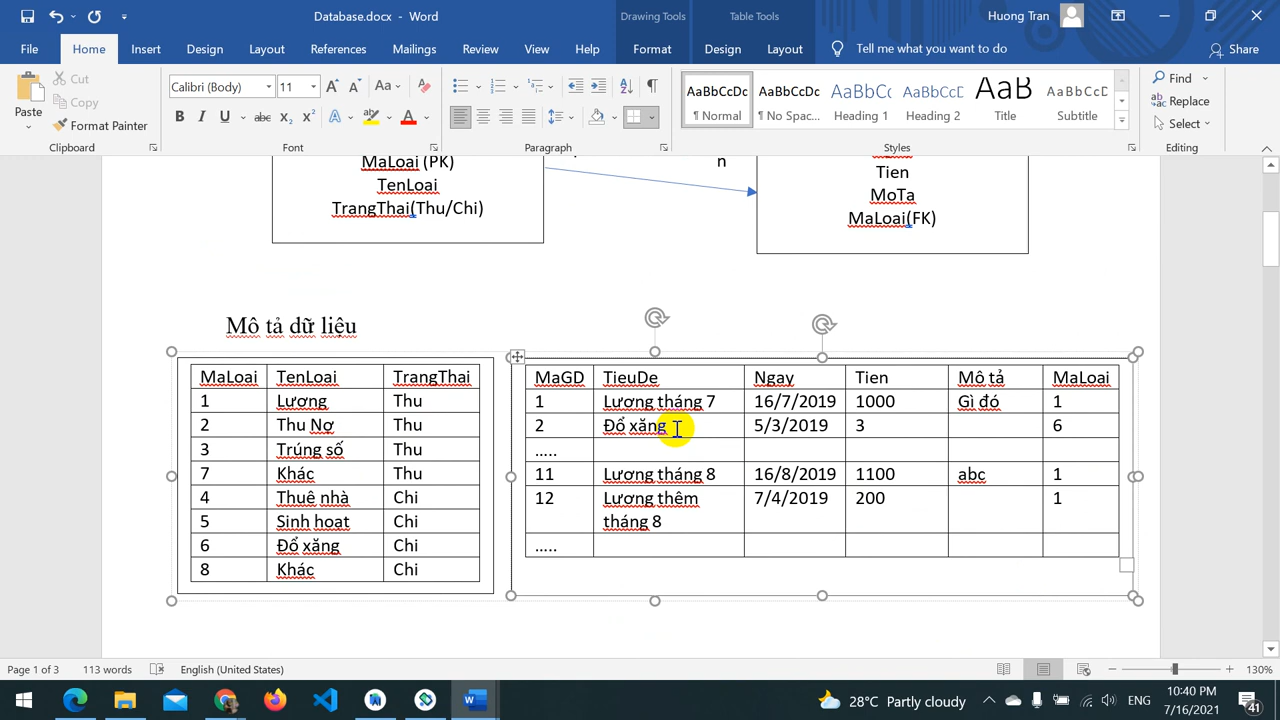 Database.docx - Word
Drawing Tools
Table Tools
Huong Tran
File
Home
Insert
Design
Layout
References
Mailings
Review
View
Help
Format
Design
Layout
Tell me what you want to do
Share
Paste
Cut
Copy
Format Painter
Clipboard
Calibri (Body)
11
Font
Paragraph
AaBbCcDc
¶ Normal
AaBbCcDc
¶ No Spac...
AaBbCc
Heading 1
AaBbCcD
Heading 2
AaB
Title
AaBbCcD
Subtitle
Styles
Find
Replace
Select
Editing
MaLoai (PK)
TenLoai
TrangThai(Thu/Chi)
n
Tien
MoTa
MaLoai(FK)
Mô tả dữ liệu
MaLoai TenLoai TrangThai
1 Lương Thu
2 Thu Nợ Thu
3 Trúng số Thu
7 Khác Thu
4 Thuê nhà Chi
5 Sinh hoạt Chi
6 Đổ xăng Chi
8 Khác Chi
MaGD TieuDe Ngay Tien Mô tả MaLoai
1 Lương tháng 7 16/7/2019 1000 Gì đó 1
2 Đổ xăng 5/3/2019 3 6
.....
11 Lương tháng 8 16/8/2019 1100 abc 1
12 Lương thêm 7/4/2019 200 1
tháng 8
.....
Page 1 of 3
113 words
English (United States)
130%
28°C Partly cloudy
ENG
10:40 PM
7/16/2021
41